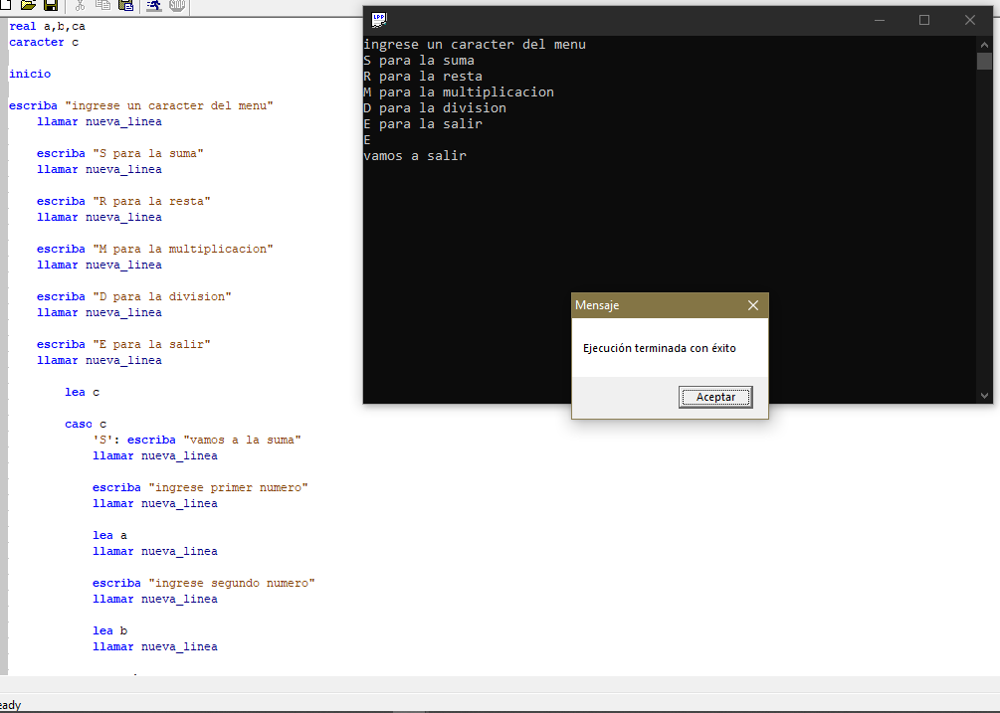 real a,b,ca
caracter c
inicio
escriba "ingrese un caracter del menu"
llamar nueva_linea
escriba "S para la suma"
llamar nueva_linea
escriba "R para la resta"
llamar nueva_linea
escriba "M para la multiplicacion"
llamar nueva_linea
escriba "D para la division"
llamar nueva_linea
escriba "E para la salir"
llamar nueva_linea
lea c
caso c
'S': escriba "vamos a la suma"
llamar nueva_linea
escriba "ingrese primer numero"
llamar nueva_linea
lea a
llamar nueva_linea
escriba "ingrese segundo numero"
llamar nueva_linea
lea b
llamar nueva_linea
eady
LPP
ingrese un caracter del menu
S para la suma
R para la resta
M para la multiplicacion
D para la division
E para la salir
E
vamos a salir
Mensaje
Ejecución terminada con éxito
Aceptar